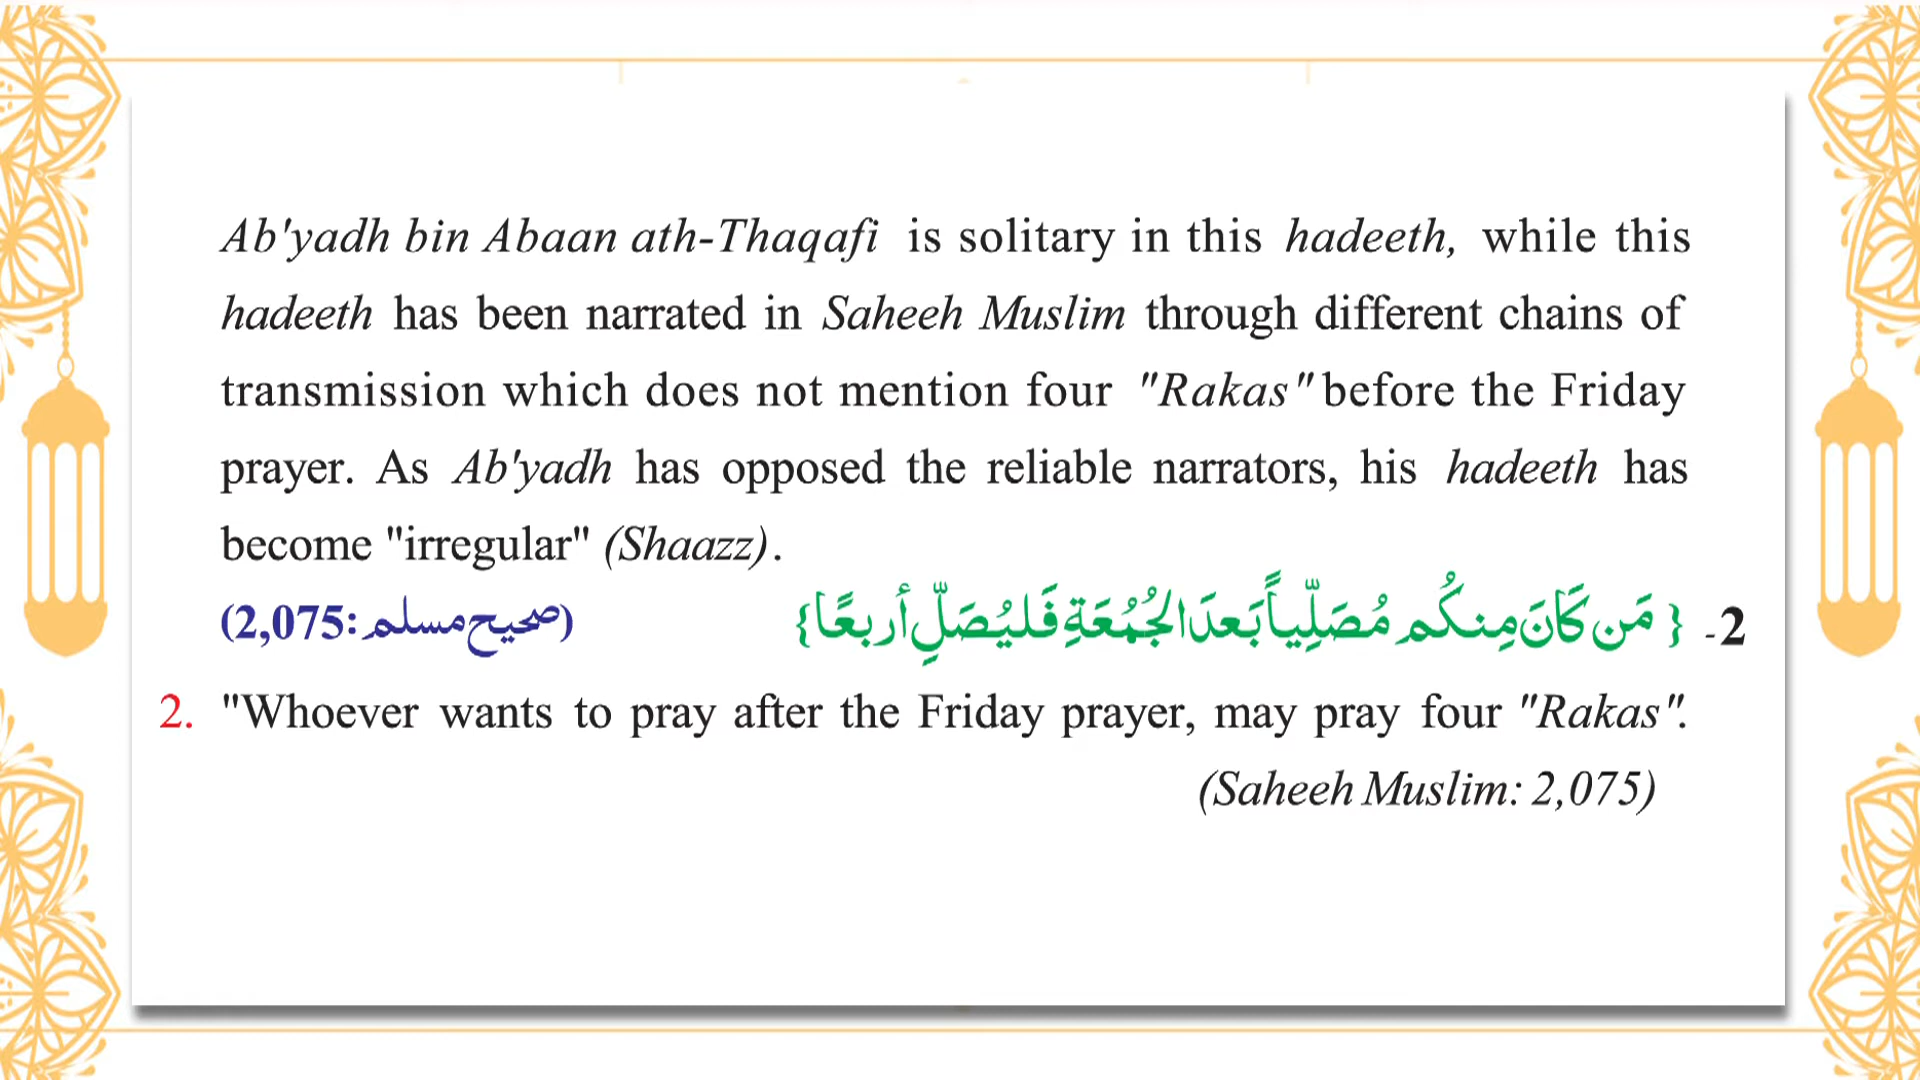 Ab'yadh bin Abaan ath-Thaqafi is solitary in this hadeeth, while this
hadeeth has been narrated in Saheeh Muslim through different chains of
transmission which does not mention four "Rakas" before the Friday
prayer. As Ab'yadh has opposed the reliable narrators, his hadeeth has
become "irregular" (Shaazz).
2- { مَن كَانَ مِنكُم مُصَلِّياً بَعدَ الجُمُعَةِ فَليُصَلِّ أربعًا} (صحيح مسلم:2,075)
2. "Whoever wants to pray after the Friday prayer, may pray four "Rakas".
(Saheeh Muslim: 2,075)